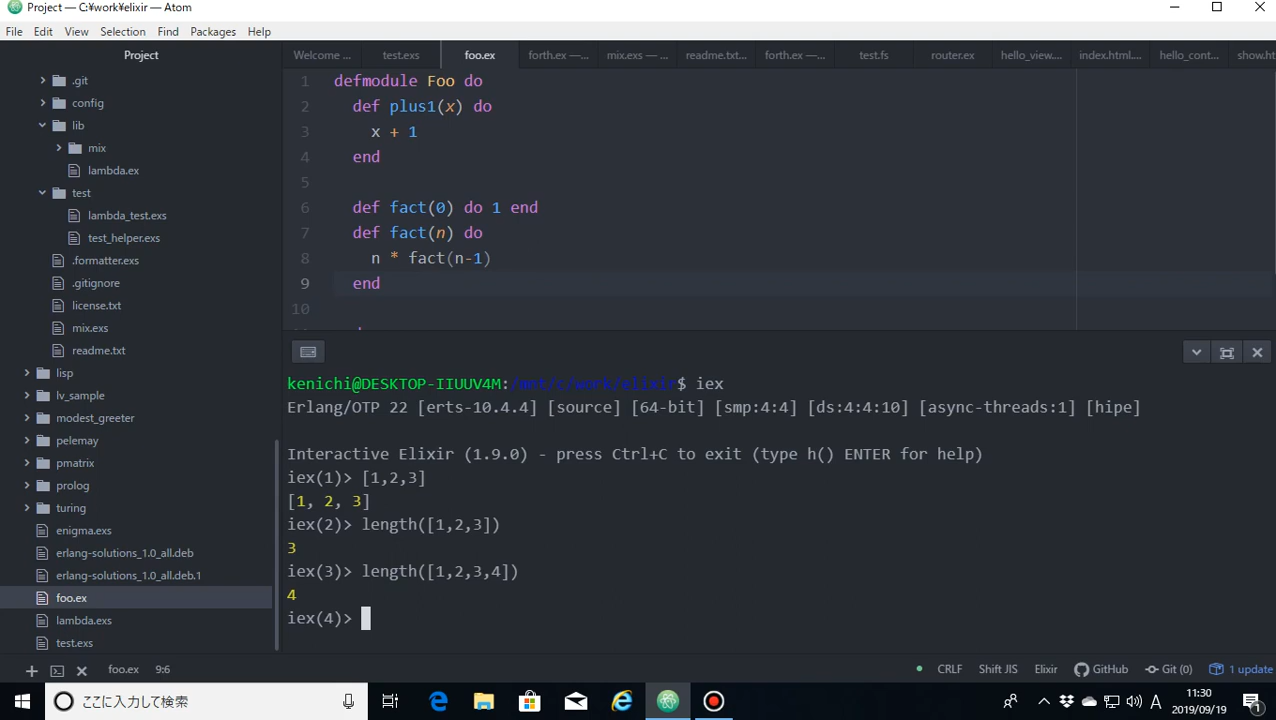 Project — C:¥work¥elixir — Atom
File Edit View Selection Find Packages Help
Project
Welcome ... test.exs foo.ex forth.ex —... mix.exs — ... readme.txt... forth.ex —... test.fs router.ex hello_view.... index.html,... hello_cont... show.ht
.git
config
lib
mix
lambda.ex
test
lambda_test.exs
test_helper.exs
.formatter.exs
.gitignore
license.txt
mix.exs
readme.txt
lisp
lv_sample
modest_greeter
pelemay
pmatrix
prolog
turing
enigma.exs
erlang-solutions_1.0_all.deb
erlang-solutions_1.0_all.deb.1
foo.ex
lambda.exs
test.exs
1 defmodule Foo do
2 def plus1(x) do
3 x + 1
4 end
5
6 def fact(0) do 1 end
7 def fact(n) do
8 n * fact(n-1)
9 end
10
kenichi@DESKTOP-IIUUV4M:/mnt/c/work/elixir$ iex
Erlang/OTP 22 [erts-10.4.4] [source] [64-bit] [smp:4:4] [ds:4:4:10] [async-threads:1] [hipe]
Interactive Elixir (1.9.0) - press Ctrl+C to exit (type h() ENTER for help)
iex(1)> [1,2,3]
[1, 2, 3]
iex(2)> length([1,2,3])
3
iex(3)> length([1,2,3,4])
4
iex(4)>
foo.ex 9:6 CRLF Shift JIS Elixir GitHub Git (0) 1 update
ここに入力して検索 A 11:30
2019/09/19 1